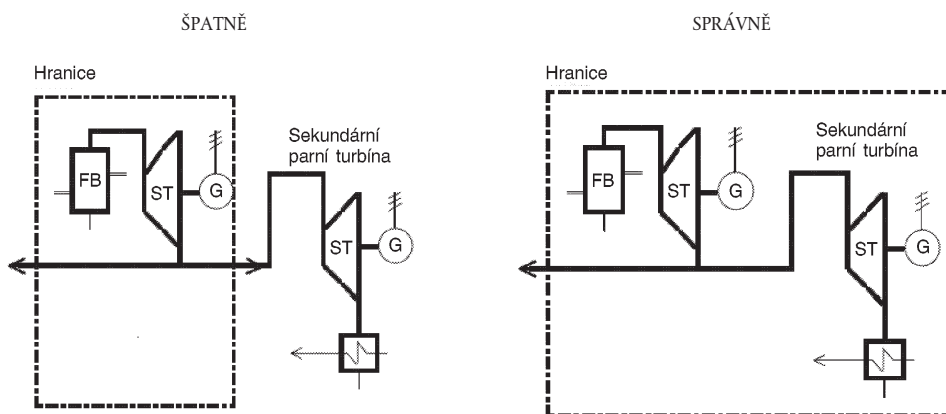 ŠPATNĚ
Hranice
FB
ST
G
Sekundární
parní turbína
ST
G
SPRÁVNĚ
Hranice
FB
ST
G
Sekundární
parní turbína
ST
G